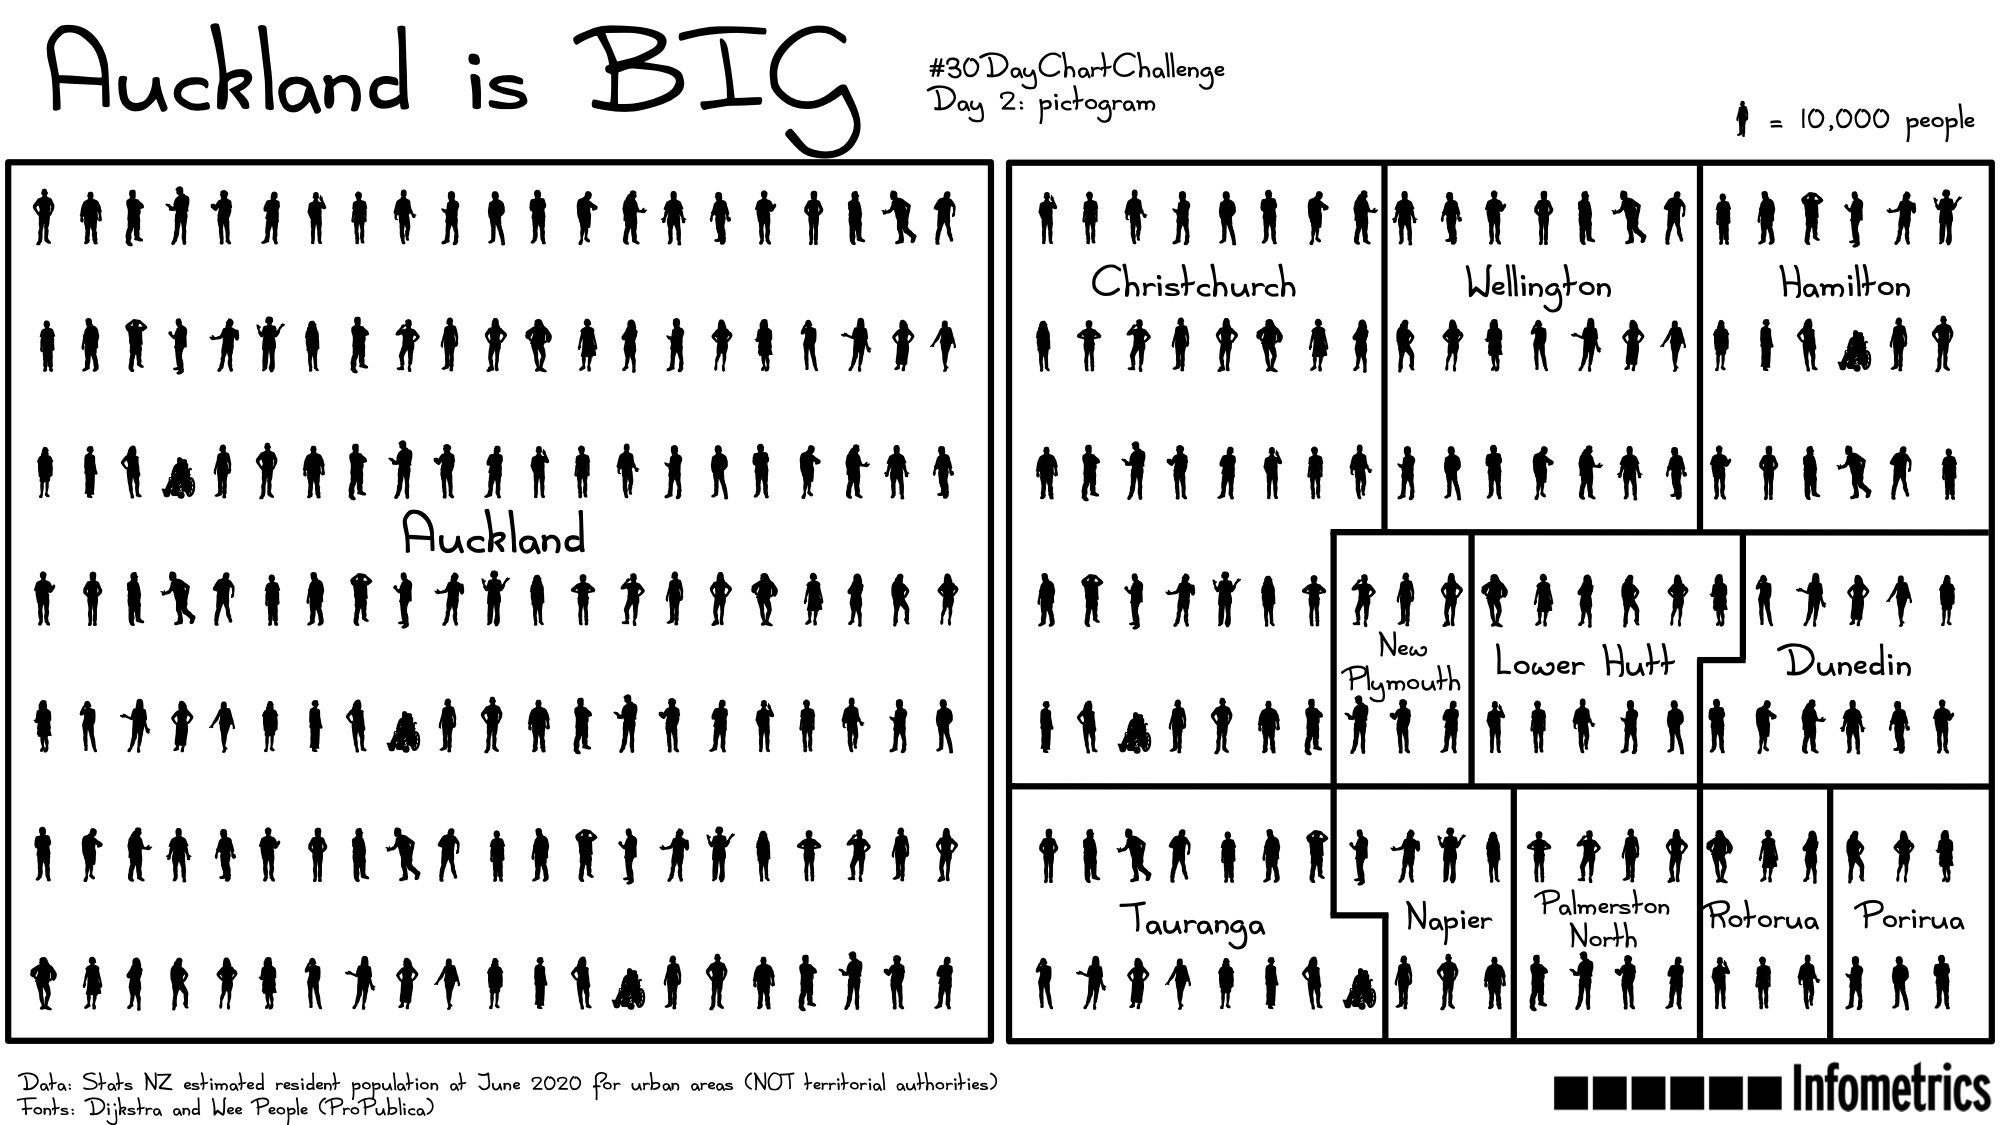 Auckland is BIG
#30DayChartChallenge
Day 2: pictogram
= 10,000 people
Auckland
Christchurch
Wellington
Hamilton
New
Plymouth
Lower Hutt
Dunedin
Tauranga
Napier
Palmerston
North
Rotorua
Porirua
Data: Stats NZ estimated resident population at June 2020 for urban areas (NOT territorial authorities)
Fonts: Dijkstra and Wee People (ProPublica)
Infometrics